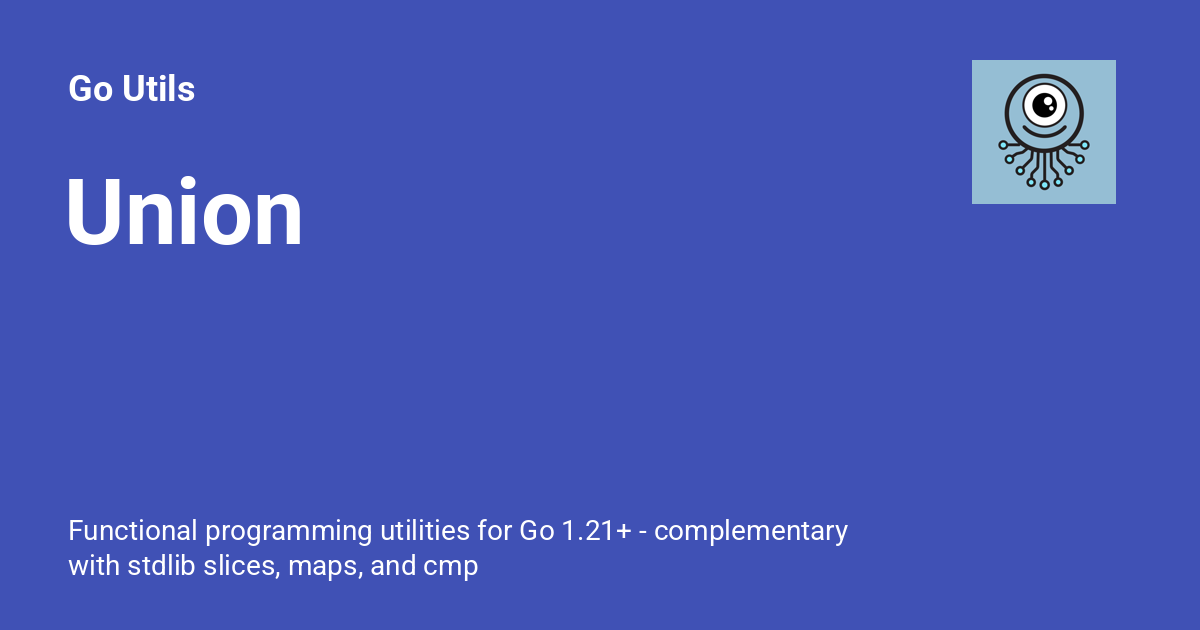 Go Utils
Union
Functional programming utilities for Go 1.21+ - complementary
with stdlib slices, maps, and cmp